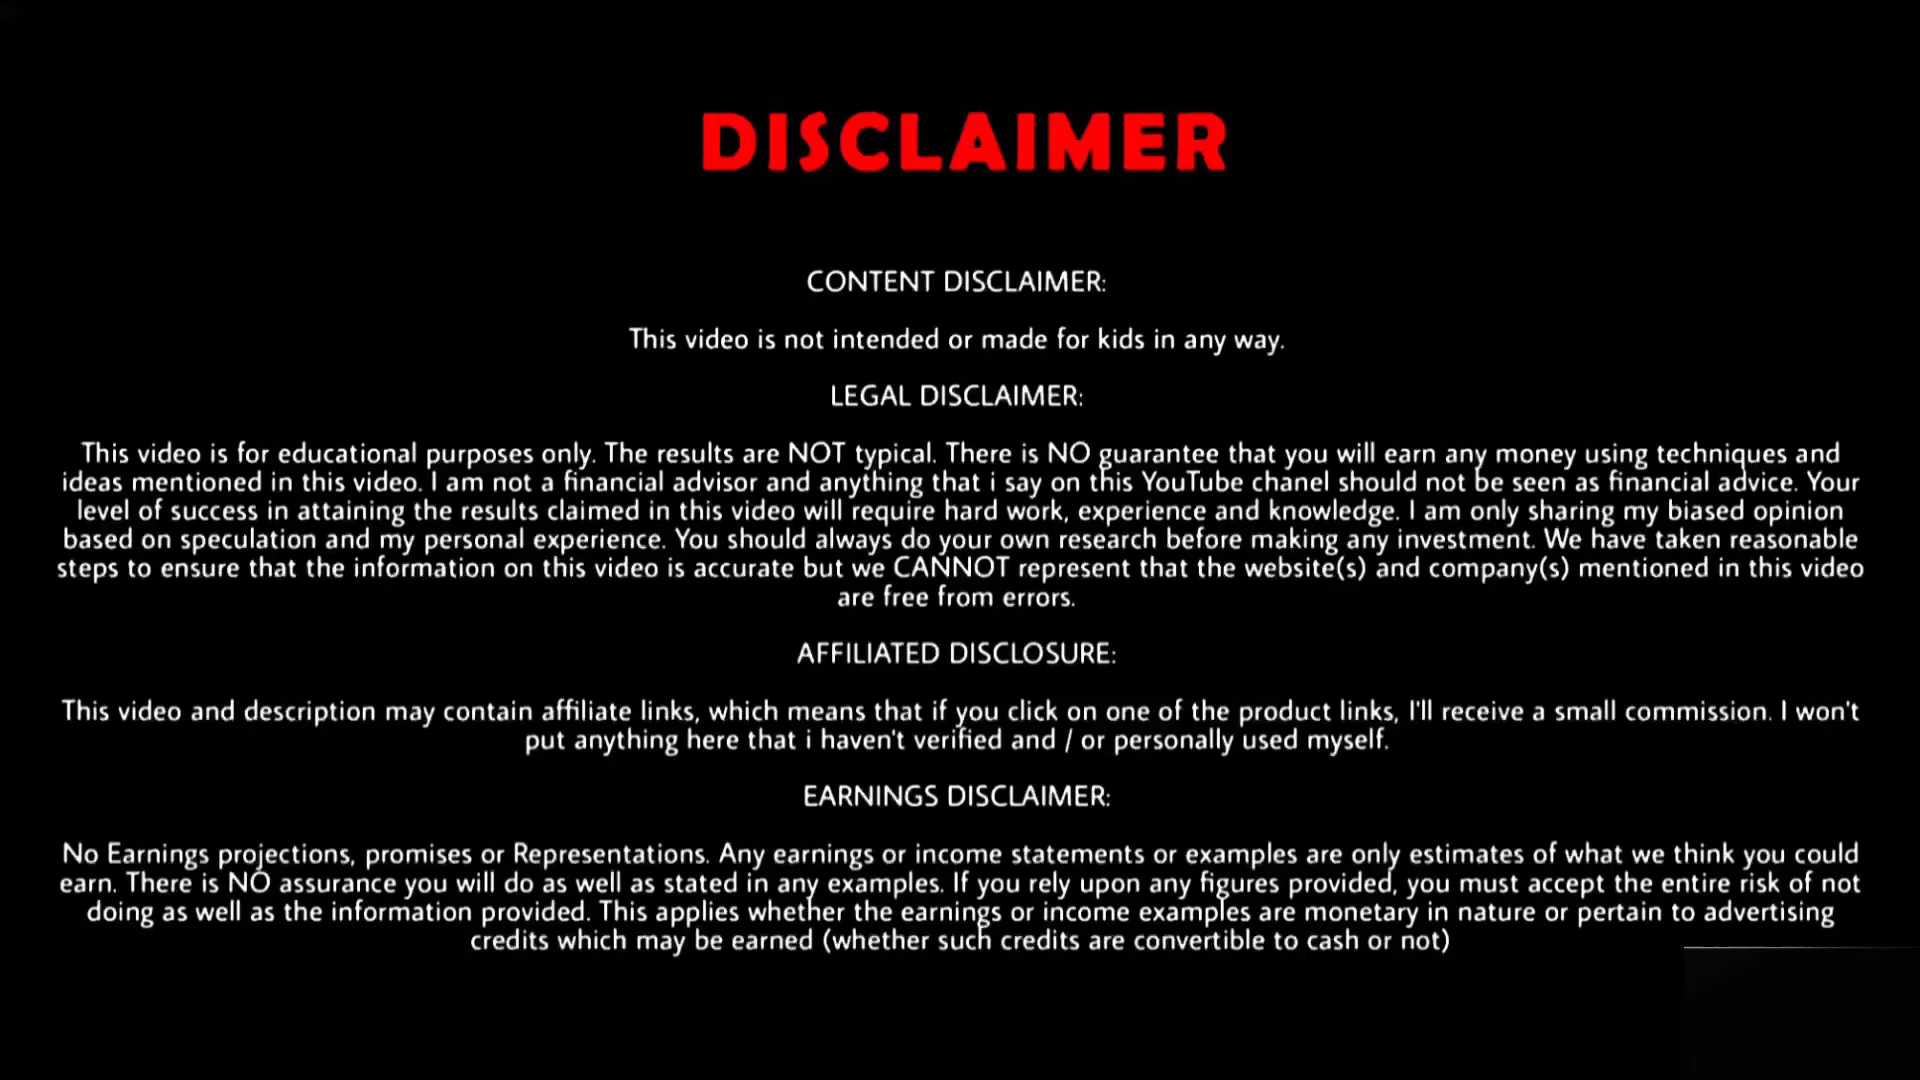 DISCLAIMER
CONTENT DISCLAIMER:
This video is not intended or made for kids in any way.
LEGAL DISCLAIMER:
This video is for educational purposes only. The results are NOT typical. There is NO guarantee that you will earn any money using techniques and
ideas mentioned in this video. I am not a financial advisor and anything that i say on this YouTube chanel should not be seen as financial advice. Your
level of success in attaining the results claimed in this video will require hard work, experience and knowledge. I am only sharing my biased opinion
based on speculation and my personal experience. You should always do your own research before making any investment. We have taken reasonable
steps to ensure that the information on this video is accurate but we CANNOT represent that the website(s) and company(s) mentioned in this video
are free from errors.
AFFILIATED DISCLOSURE:
This video and description may contain affiliate links, which means that if you click on one of the product links, I'll receive a small commission. I won't
put anything here that i haven't verified and / or personally used myself.
EARNINGS DISCLAIMER:
No Earnings projections, promises or Representations. Any earnings or income statements or examples are only estimates of what we think you could
earn. There is NO assurance you will do as well as stated in any examples. If you rely upon any figures provided, you must accept the entire risk of not
doing as well as the information provided. This applies whether the earnings or income examples are monetary in nature or pertain to advertising
credits which may be earned (whether such credits are convertible to cash or not)